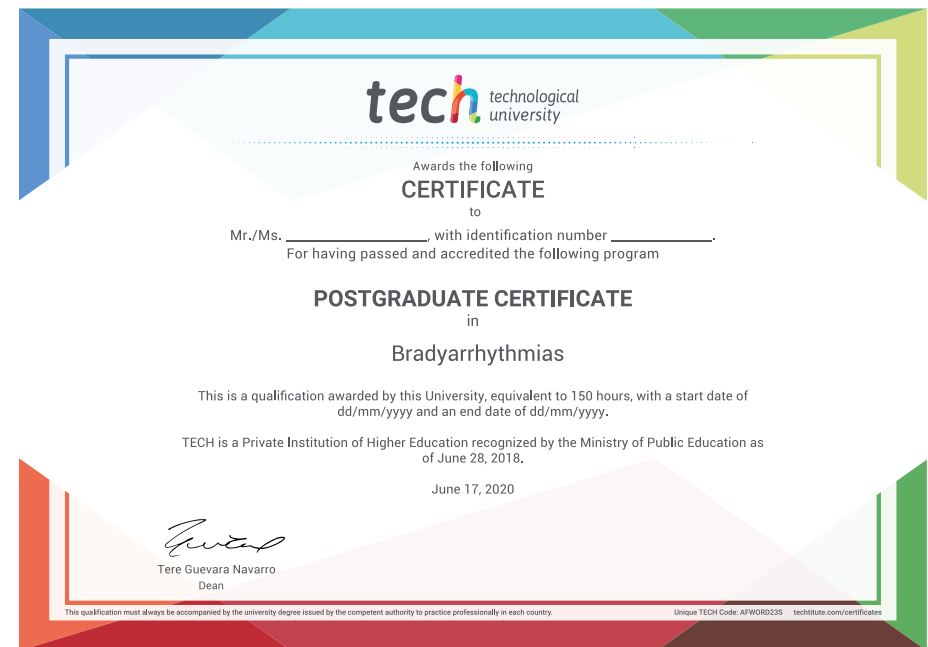 tech technological
university
Awards the following
CERTIFICATE
to
Mr./Ms. ____________________, with identification number ______________.
For having passed and accredited the following program
POSTGRADUATE CERTIFICATE
in
Bradyarrhythmias
This is a qualification awarded by this University, equivalent to 150 hours, with a start date of
dd/mm/yyyy and an end date of dd/mm/yyyy.
TECH is a Private Institution of Higher Education recognized by the Ministry of Public Education as
of June 28, 2018.
June 17, 2020
Tere Guevara Navarro
Dean
This qualification must always be accompanied by the university degree issued by the competent authority to practice professionally in each country. Unique TECH Code: AFWORD23S techtitute.com/certificates